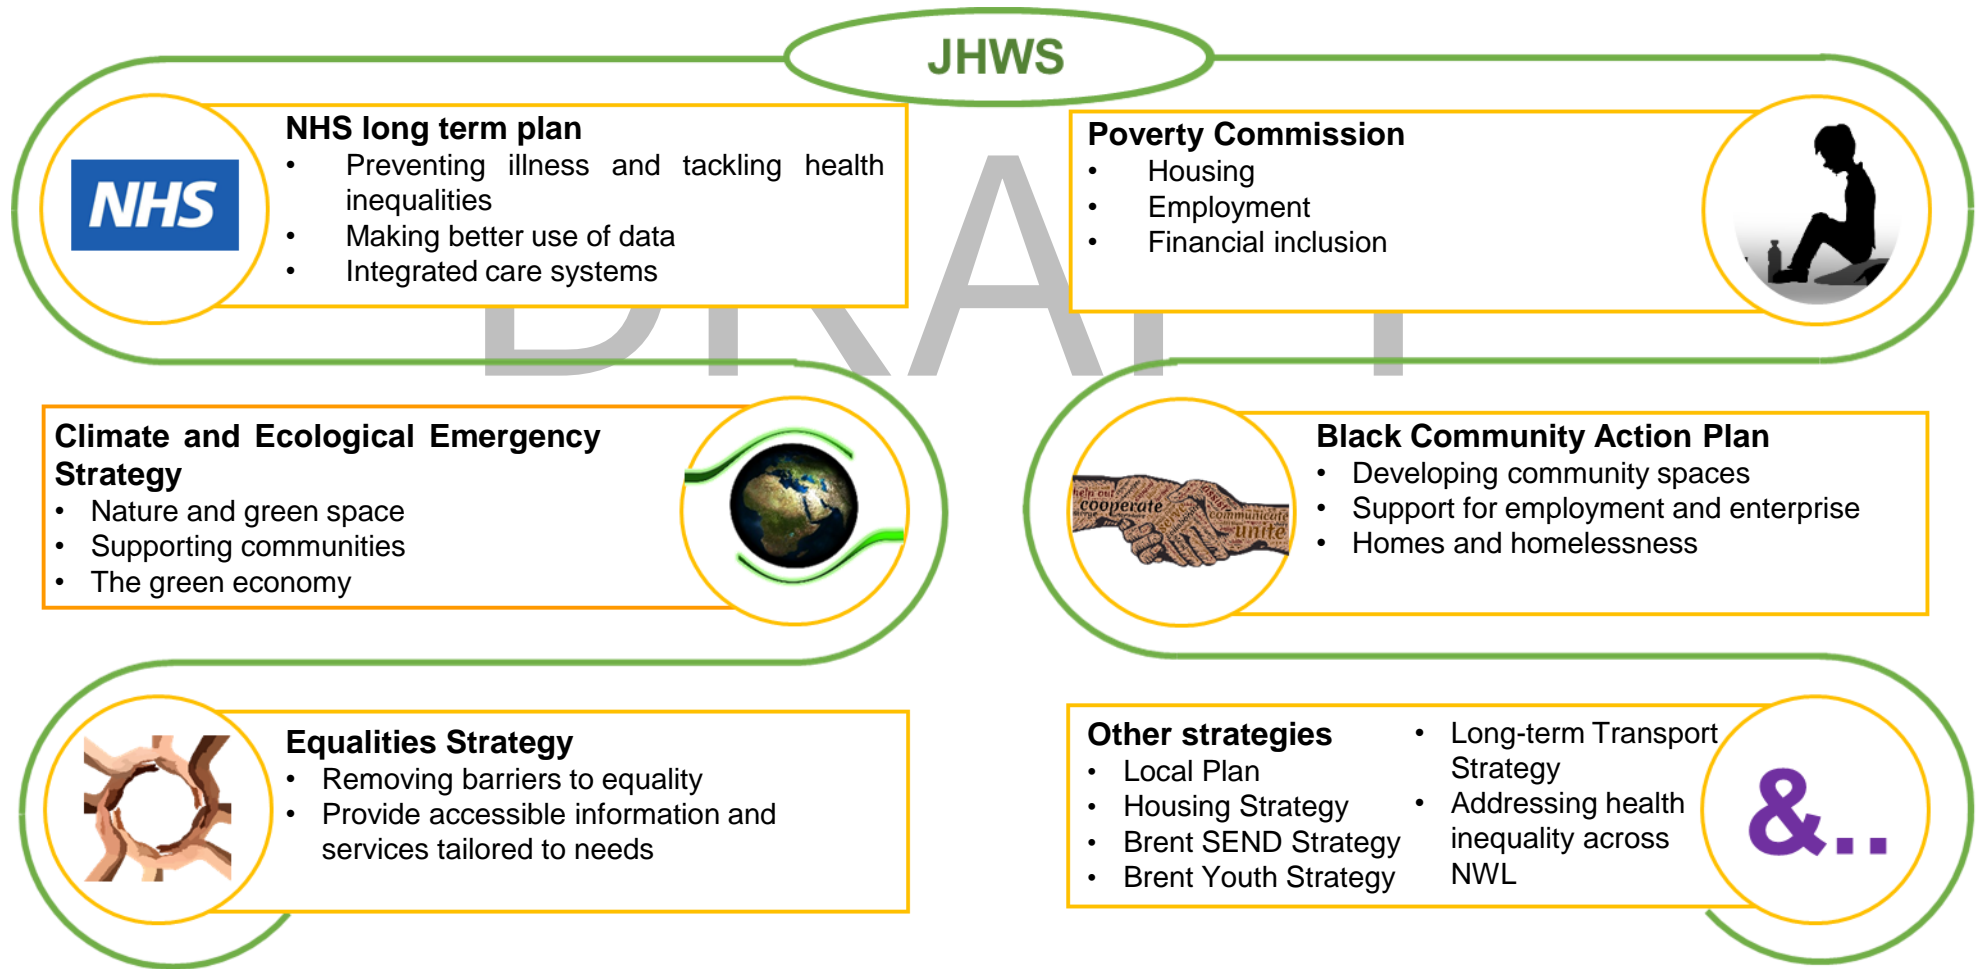 JHWS
NHS
NHS long term plan
• Preventing illness and tackling health
inequalities
• Making better use of data
• Integrated care systems
Poverty Commission
• Housing
• Employment
• Financial inclusion
DRAFT
Climate and Ecological Emergency
Strategy
• Nature and green space
• Supporting communities
• The green economy
help out
cooperate
communicate
unite
Black Community Action Plan
• Developing community spaces
• Support for employment and enterprise
• Homes and homelessness
Equalities Strategy
• Removing barriers to equality
• Provide accessible information and
services tailored to needs
Other strategies
• Local Plan
• Housing Strategy
• Brent SEND Strategy
• Brent Youth Strategy
• Long-term Transport
Strategy
• Addressing health
inequality across
NWL
&..